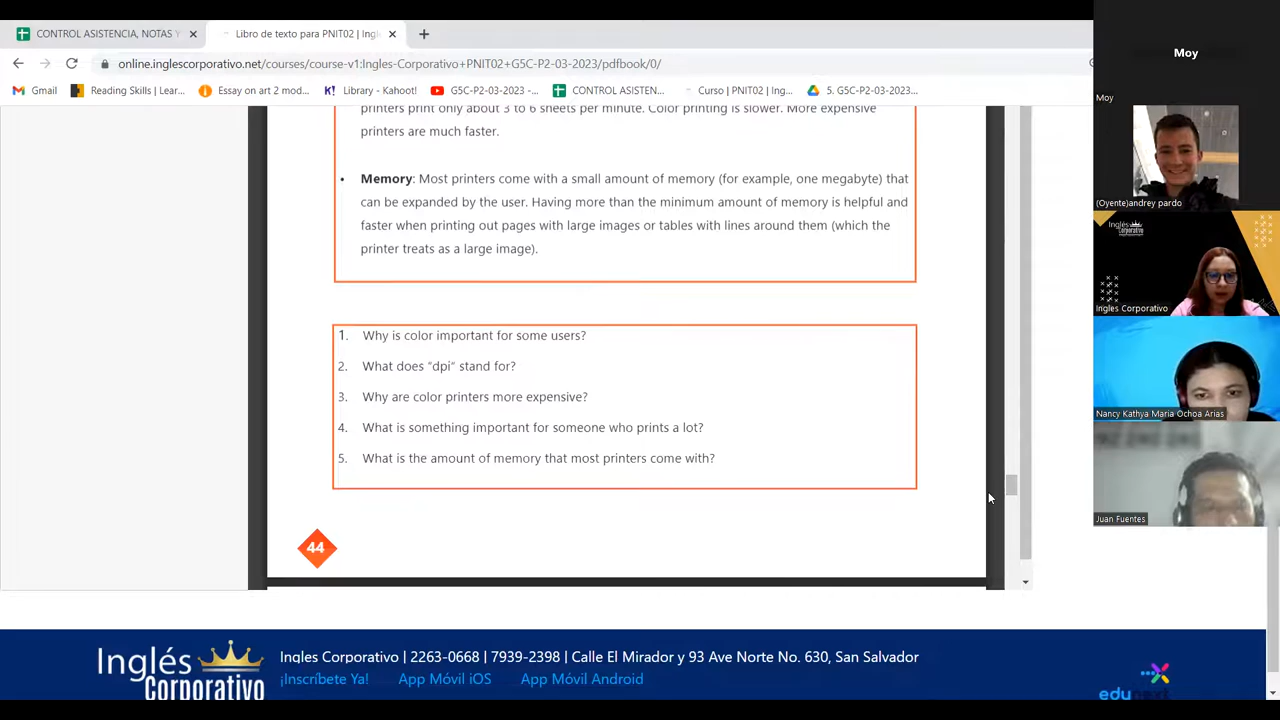 CONTROL ASISTENCIA, NOTAS Y
Libro de texto para PNIT02 | Ingl
online.inglescorporativo.net/courses/course-v1:Ingles-Corporativo+PNIT02+G5C-P2-03-2023/pdfbook/0/
Gmail
Reading Skills | Lear...
Essay on art 2 mod...
Library - Kahoot!
G5C-P2-03-2023 -...
CONTROL ASISTEN...
Curso | PNIT02 | Ing...
5. G5C-P2-03-2023...
printers print only about 3 to 6 sheets per minute. Color printing is slower. More expensive
printers are much faster.
• Memory: Most printers come with a small amount of memory (for example, one megabyte) that
can be expanded by the user. Having more than the minimum amount of memory is helpful and
faster when printing out pages with large images or tables with lines around them (which the
printer treats as a large image).
1. Why is color important for some users?
2. What does “dpi” stand for?
3. Why are color printers more expensive?
4. What is something important for someone who prints a lot?
5. What is the amount of memory that most printers come with?
44
Inglés
Corporativo
Ingles Corporativo | 2263-0668 | 7939-2398 | Calle El Mirador y 93 Ave Norte No. 630, San Salvador
¡Inscríbete Ya!
App Móvil iOS
App Móvil Android
edunext
Moy
Moy
(Oyente)andrey pardo
Inglés
Corporativo
Ingles Corporativo
Nancy Kathya Maria Ochoa Arias
Juan Fuentes